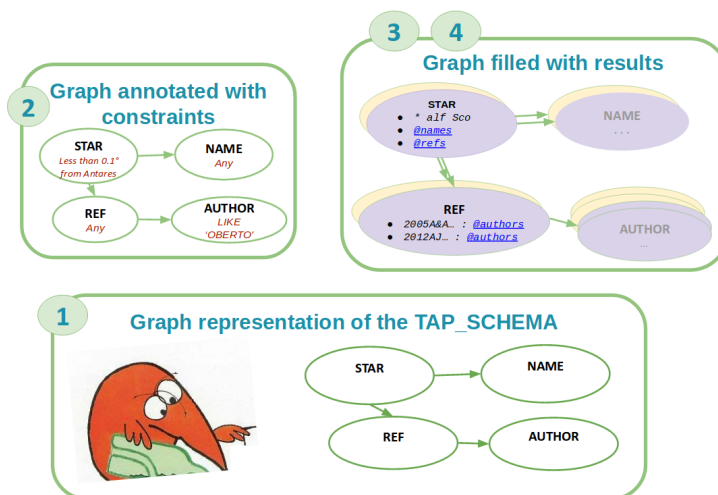 3
4
Graph filled with results
STAR
● * alf Sco
● @names
● @refs
NAME
...
REF
● 2005A&A… : @authors
● 2012AJ… : @authors
AUTHOR
...
2
Graph annotated with
constraints
STAR
Less than 0.1°
from Antares
NAME
Any
REF
Any
AUTHOR
LIKE
'OBERTO'
1
Graph representation of the TAP_SCHEMA
STAR
NAME
REF
AUTHOR